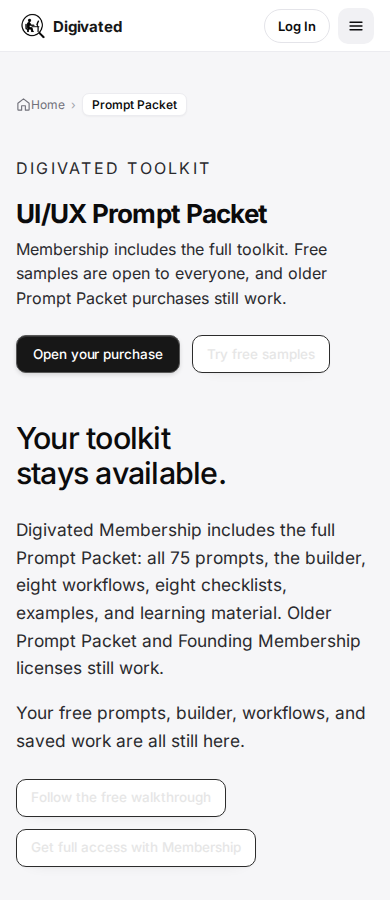 Digivated
Log In
Home › Prompt Packet
DIGIVATED TOOLKIT
UI/UX Prompt Packet
Membership includes the full toolkit. Free
samples are open to everyone, and older
Prompt Packet purchases still work.
Open your purchase
Try free samples
Your toolkit
stays available.
Digivated Membership includes the full
Prompt Packet: all 75 prompts, the builder,
eight workflows, eight checklists,
examples, and learning material. Older
Prompt Packet and Founding Membership
licenses still work.
Your free prompts, builder, workflows, and
saved work are all still here.
Follow the free walkthrough
Get full access with Membership